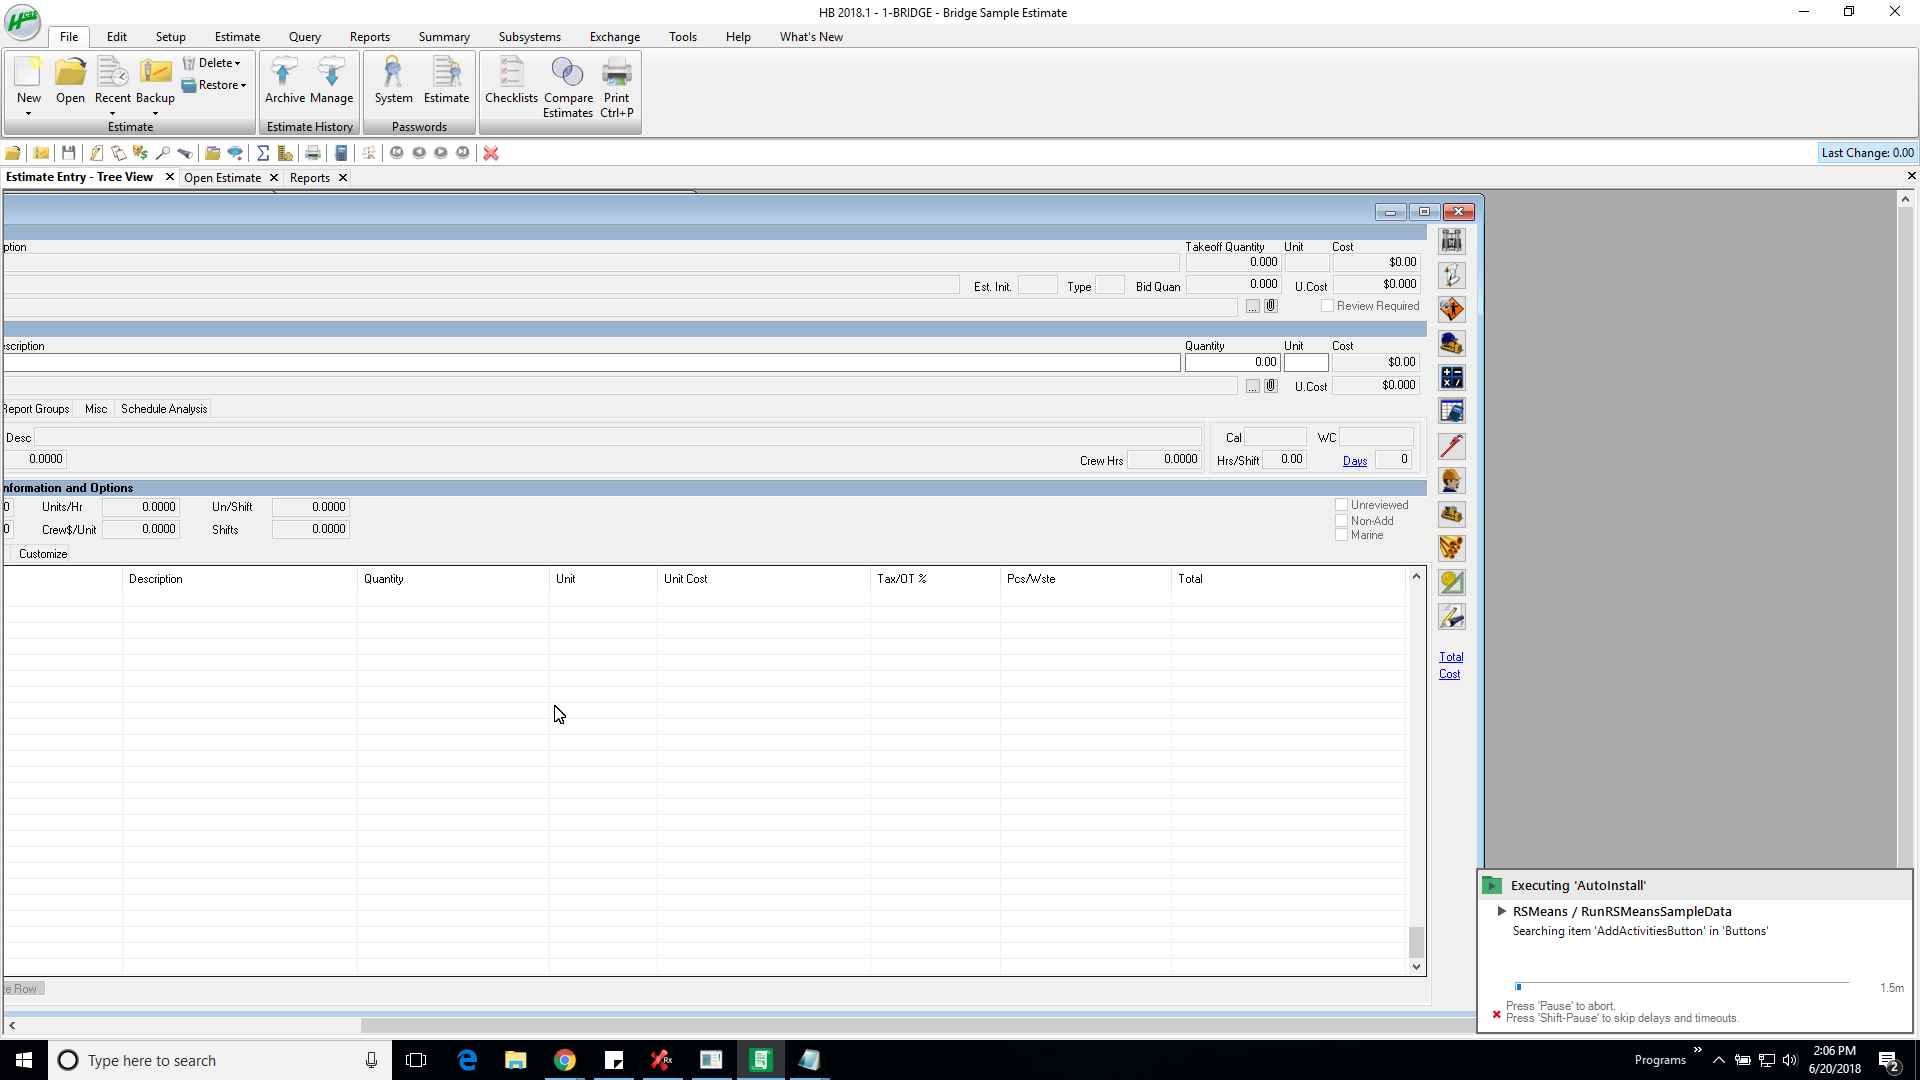 HB 2018.1 - 1-BRIDGE - Bridge Sample Estimate
File Edit Setup Estimate Query Reports Summary Subsystems Exchange Tools Help What's New
New Open Recent Backup Delete Restore
Archive Manage System Estimate Checklists Compare Estimates Print Ctrl+P
Estimate Estimate History Passwords
Last Change: 0.00
Estimate Entry - Tree View Open Estimate Reports
ption Takeoff Quantity Unit Cost
0.000 $0.00
Est. Init. Type Bid Quan 0.000 U.Cost $0.000
... Review Required
escription Quantity Unit Cost
0.00 $0.00
... U.Cost $0.000
Report Groups Misc Schedule Analysis
Desc Cal WC
0.0000 Crew Hrs 0.0000 Hrs/Shift 0.00 Days 0
nformation and Options
0 Units/Hr 0.0000 Un/Shift 0.0000 Unreviewed
Non-Add
0 Crew$/Unit 0.0000 Shifts 0.0000 Marine
Customize
Description Quantity Unit Unit Cost Tax/OT % Pcs/Wste Total
Total
Cost
te Row
Executing 'AutoInstall'
RSMeans / RunRSMeansSampleData
Searching item 'AddActivitiesButton' in 'Buttons'
1.5m
Press 'Pause' to abort.
Press 'Shift-Pause' to skip delays and timeouts.
Type here to search
Programs
2:06 PM
6/20/2018
2